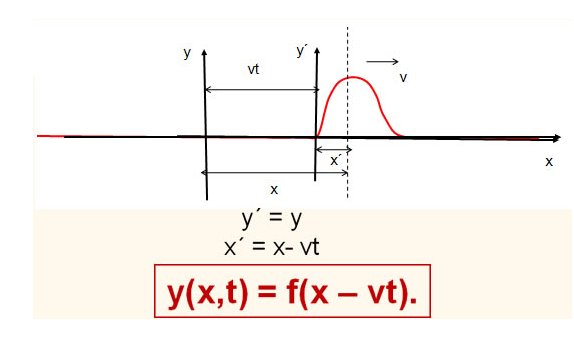 y
y´
vt
v
x´
x
x
y´ = y
x´ = x- vt
y(x,t) = f(x – vt).